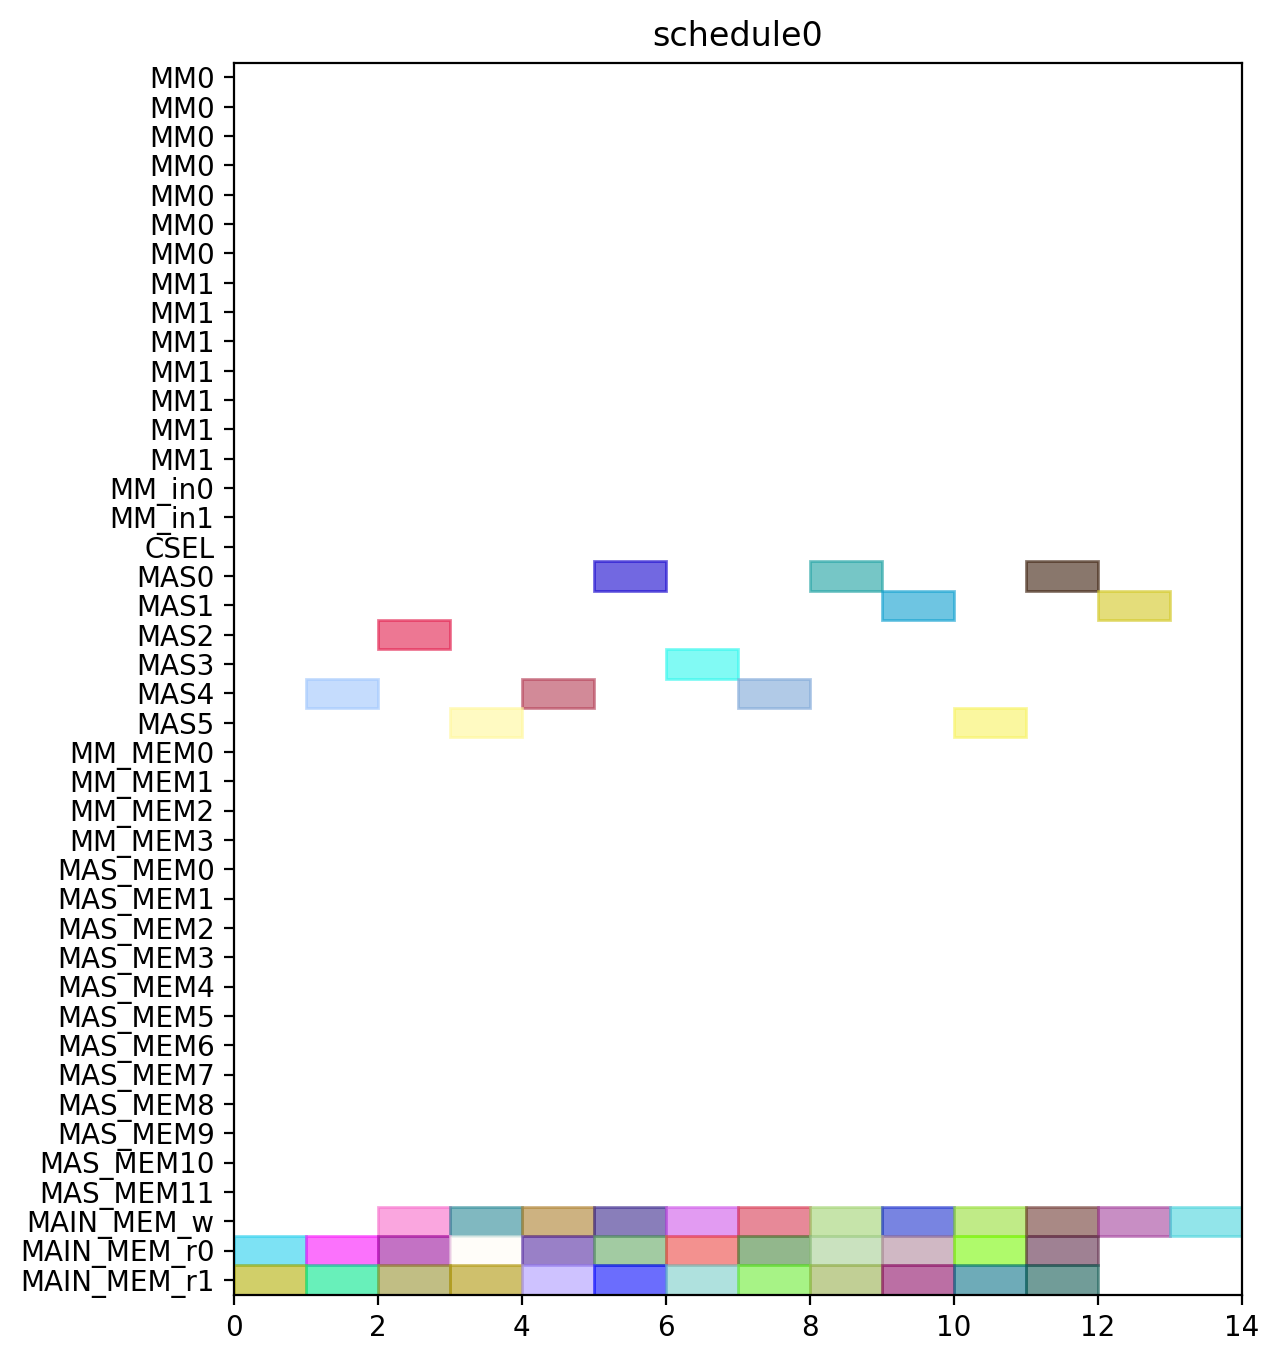 schedule0
MM0
MM0
MM0
MM0
MM0
MM0
MM0
MM1
MM1
MM1
MM1
MM1
MM1
MM1
MM_in0
MM_in1
CSEL
MAS0
MAS1
MAS2
MAS3
MAS4
MAS5
MM_MEM0
MM_MEM1
MM_MEM2
MM_MEM3
MAS_MEM0
MAS_MEM1
MAS_MEM2
MAS_MEM3
MAS_MEM4
MAS_MEM5
MAS_MEM6
MAS_MEM7
MAS_MEM8
MAS_MEM9
MAS_MEM10
MAS_MEM11
MAIN_MEM_w
MAIN_MEM_r0
MAIN_MEM_r1
0 2 4 6 8 10 12 14